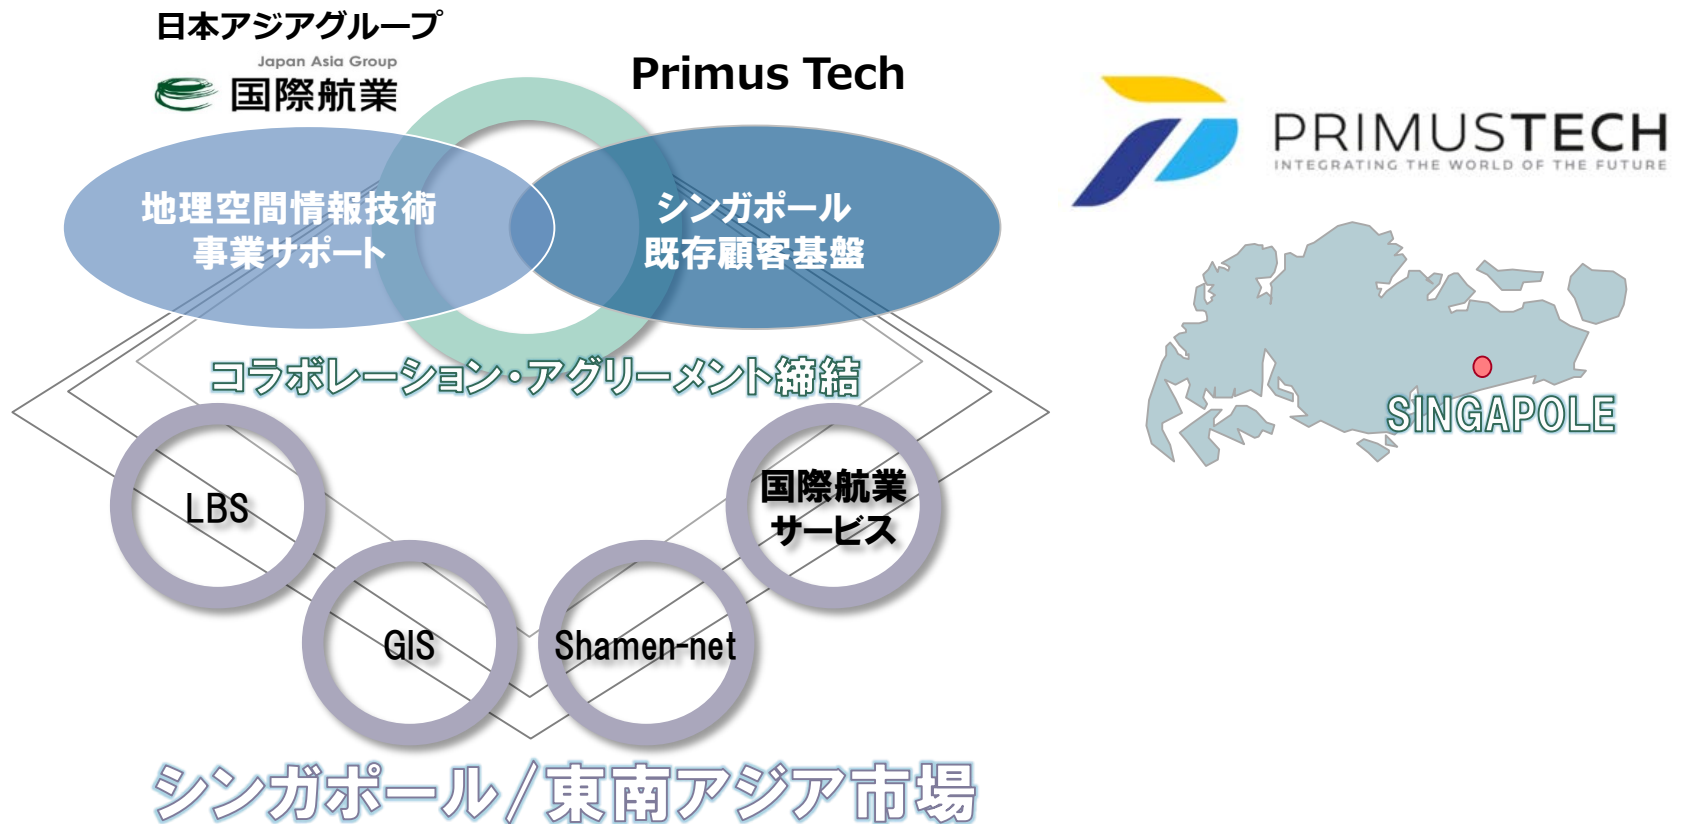 日本アジアグループ
Japan Asia Group
国際航業
Primus Tech
PRIMUSTECH
INTEGRATING THE WORLD OF THE FUTURE
地理空間情報技術
事業サポート
シンガポール
既存顧客基盤
コラボレーション・アグリーメント締結
SINGAPOLE
LBS
GIS
Shamen-net
国際航業
サービス
シンガポール/東南アジア市場